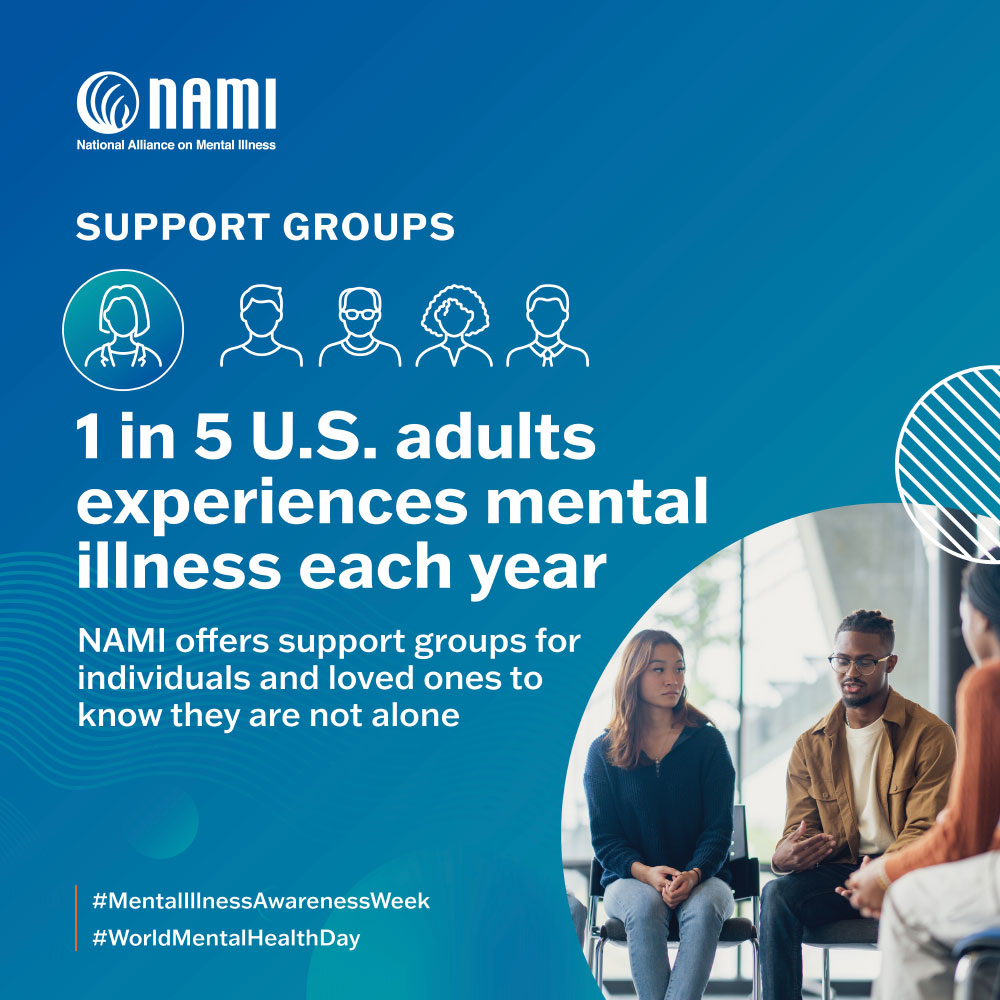 NAMI
National Alliance on Mental Illness
SUPPORT GROUPS
1 in 5 U.S. adults
experiences mental
illness each year
NAMI offers support groups for
individuals and loved ones to
know they are not alone
#MentalIllnessAwarenessWeek
#WorldMentalHealthDay